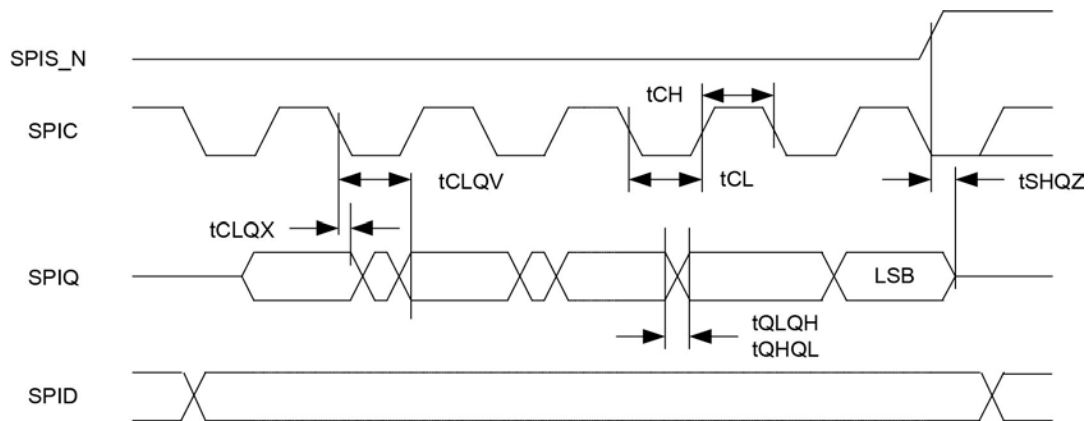 SPIS_N
tCH
SPIC
tCLQV
tCL
tSHQZ
tCLQX
SPIQ
LSB
tQLQH
tQHQL
SPID